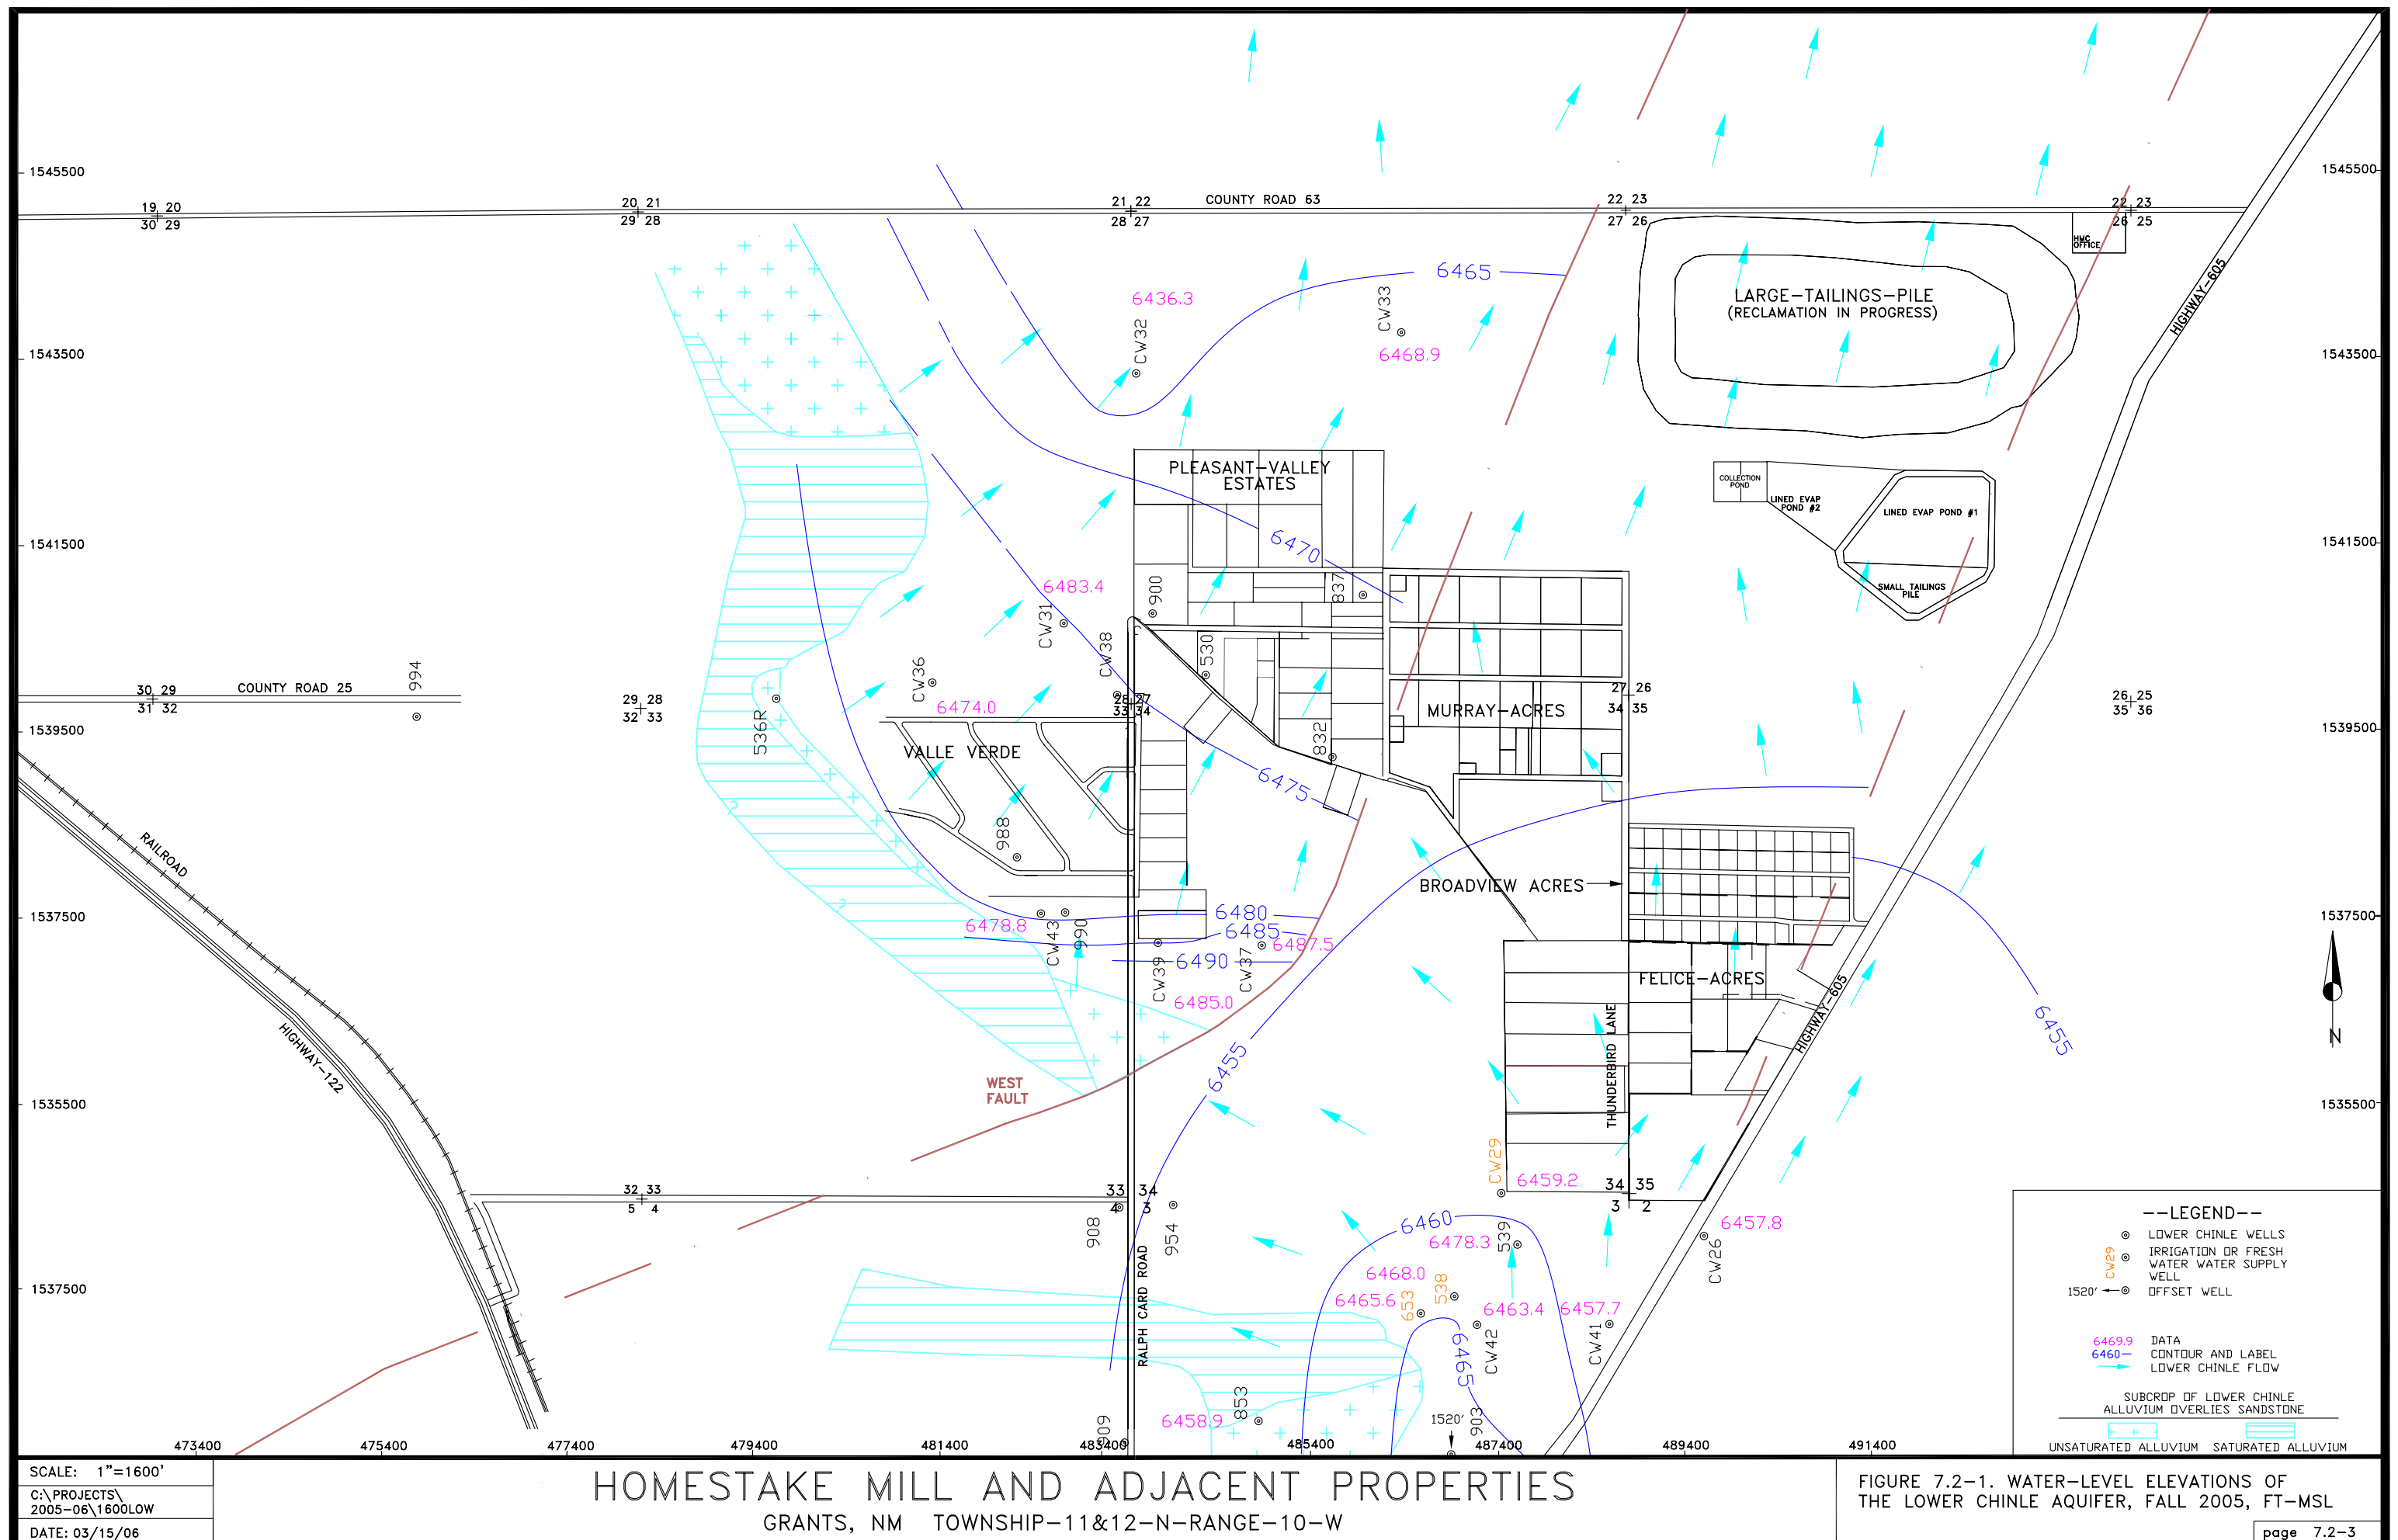 1545500
1545500
19 20
30 29
20 21
29 28
21 22
28 27
COUNTY ROAD 63
22 23
27 26
22 23
26 25
HMC
OFFICE
HIGHWAY-605
6465
6436.3
CW32
CW33
6468.9
LARGE-TAILINGS-PILE
(RECLAMATION IN PROGRESS)
1543500
1543500
PLEASANT-VALLEY
ESTATES
COLLECTION
POND
LINED EVAP
POND #2
LINED EVAP POND #1
SMALL TAILINGS
PILE
1541500
1541500
6470
6483.4
CW31
900
837
CW38
530
CW36
6474.0
994
30 29
31 32
COUNTY ROAD 25
29 28
32 33
536R
28 27
33 34
27 26
34 35
26 25
35 36
MURRAY-ACRES
832
VALLE VERDE
1539500
1539500
6475
988
?
?
RAILROAD
BROADVIEW ACRES
1537500
1537500
6480
6485
6490
6478.8
CW43
990
CW39
CW37
6487.5
6485.0
FELICE-ACRES
THUNDERBIRD LANE
HIGHWAY-605
6455
6455
N
HIGHWAY-122
WEST
FAULT
1535500
1535500
CW29
6459.2
32 33
5 4
33 34
4 3
34 35
3 2
908
954
RALPH CARD ROAD
6460
6478.3
539
6457.8
CW26
6468.0
6465.6
653
538
6463.4
6457.7
CW42
CW41
6465
1537500
853
6458.9
909
1520'
903
473400
475400
477400
479400
481400
483400
485400
487400
489400
491400
--LEGEND--
LOWER CHINLE WELLS
CW29
IRRIGATION OR FRESH
WATER WATER SUPPLY
WELL
1520' OFFSET WELL
6469.9 DATA
6460— CONTOUR AND LABEL
LOWER CHINLE FLOW
SUBCROP OF LOWER CHINLE
ALLUVIUM OVERLIES SANDSTONE
UNSATURATED ALLUVIUM SATURATED ALLUVIUM
SCALE: 1"=1600'
C:\PROJECTS\
2005-06\1600LOW
DATE: 03/15/06
HOMESTAKE MILL AND ADJACENT PROPERTIES
GRANTS, NM TOWNSHIP-11&12-N-RANGE-10-W
FIGURE 7.2-1. WATER-LEVEL ELEVATIONS OF
THE LOWER CHINLE AQUIFER, FALL 2005, FT-MSL
page 7.2-3